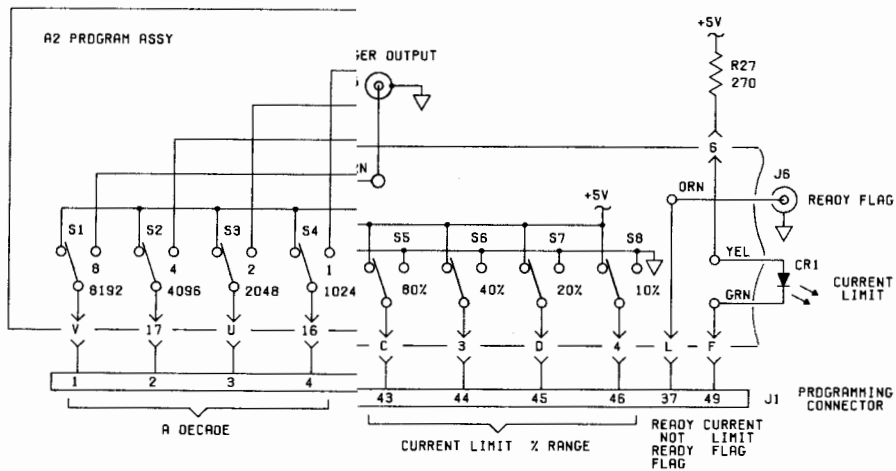 A2 PROGRAM ASSY
GER OUTPUT
+5V
R27
270
6
J6
ORN
READY FLAG
+5V
S1
S2
S3
S4
S5
S6
S7
S8
8
4
2
1
8192
4096
2048
1024
80%
40%
20%
10%
YEL
CR1
CURRENT
LIMIT
GRN
V
17
U
16
C
3
D
4
L
F
1
2
3
4
43
44
45
46
37
49
J1
PROGRAMMING
CONNECTOR
A DECADE
CURRENT LIMIT % RANGE
READY
NOT
READY
FLAG
CURRENT
LIMIT
FLAG